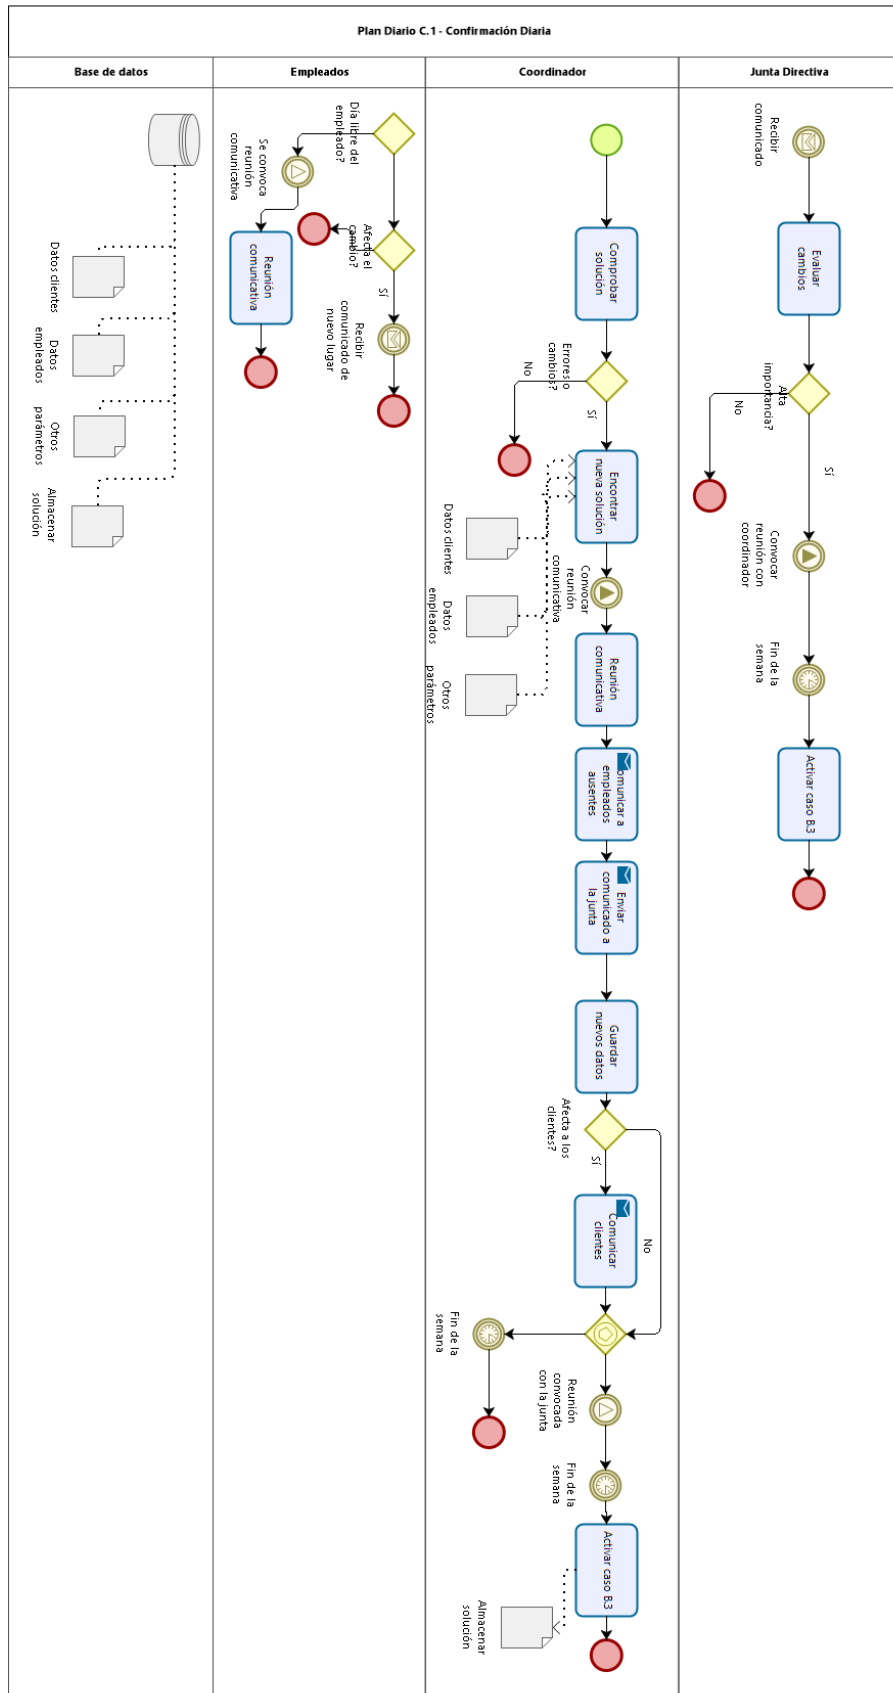 Plan Diario C.1 - Confirmación Diaria
Base de datos
Empleados
Coordinador
Junta Directiva
Datos clientes
Datos
empleados
Otros
parámetros
Almacenar
solución
Día libre del
empleado?
Se convoca
reunión
comunicativa
Reunión
comunicativa
Afecta el
cambio?
Sí
Recibir
comunicado de
nuevo lugar
Comprobar
solución
Errores o
cambios?
No
Sí
Encontrar
nueva solución
Datos clientes
Datos
empleados
Otros
parámetros
Convocar
reunión
comunicativa
Reunión
comunicativa
Comunicar a
empleados
ausentes
Enviar
comunicado a
la junta
Guardar
nuevos datos
Afecta a los
clientes?
Sí
No
Comunicar
clientes
Fin de la
semana
Reunión
convocada
con la junta
Fin de la
semana
Activar caso B.3
Almacenar
solución
Recibir
comunicado
Evaluar
cambios
Alta
importancia?
No
Sí
Convocar
reunión con
coordinador
Fin de la
semana
Activar caso B.3